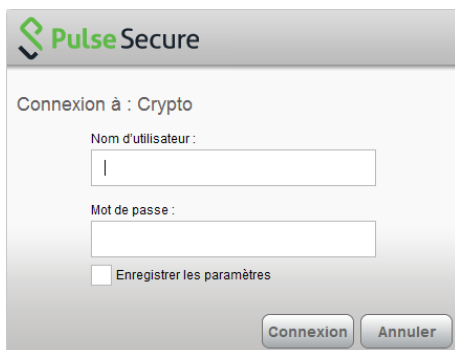 Pulse Secure
Connexion à : Crypto
Nom d'utilisateur :
Mot de passe :
Enregistrer les paramètres
Connexion Annuler